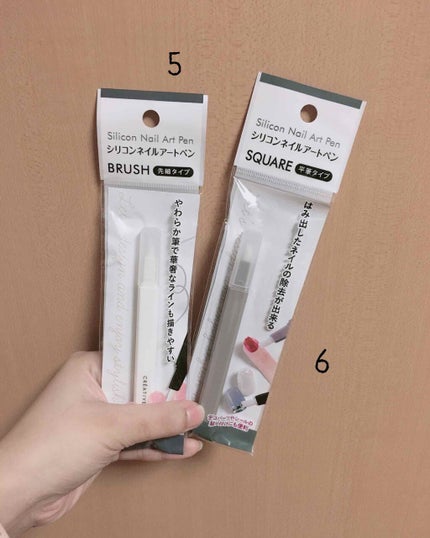 5
Silicon Nail Art Pen
シリコンネイルアートペン
BRUSH 先細タイプ
やわらか筆で華奢なラインも描きやすい
CREATIVE
Silicon Nail Art Pen
シリコンネイルアートペン
SQUARE 平筆タイプ
はみ出したネイルの除去が出来る
6